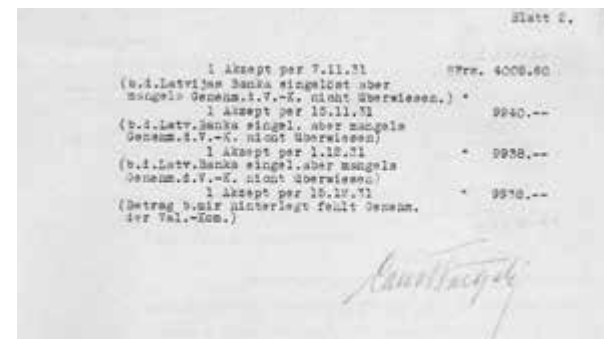 Blatt 2.
1 Akzept per 7.11.31 SFrs. 4008.60
(b.d.Latvijas Banka eingelöst aber
mangels Genehm.d.V.-K. nicht überwiesen.) "
1 Akzept per 15.11.31 9940.--
(b.d.Latv.Banka eingel. aber mangels
Genehm.d.V.-K. nicht überwiesen)
1 Akzept per 1.12.31 " 9938.--
(b.d.Latv.Banka eingel.aber mangels
Genehm.d.V.-K. nicht überwiesen)
1 Akzept per 15.12.31 "
(Betrag b.mir hinterlegt fehlt Genehm.
der Val.-Kom.)